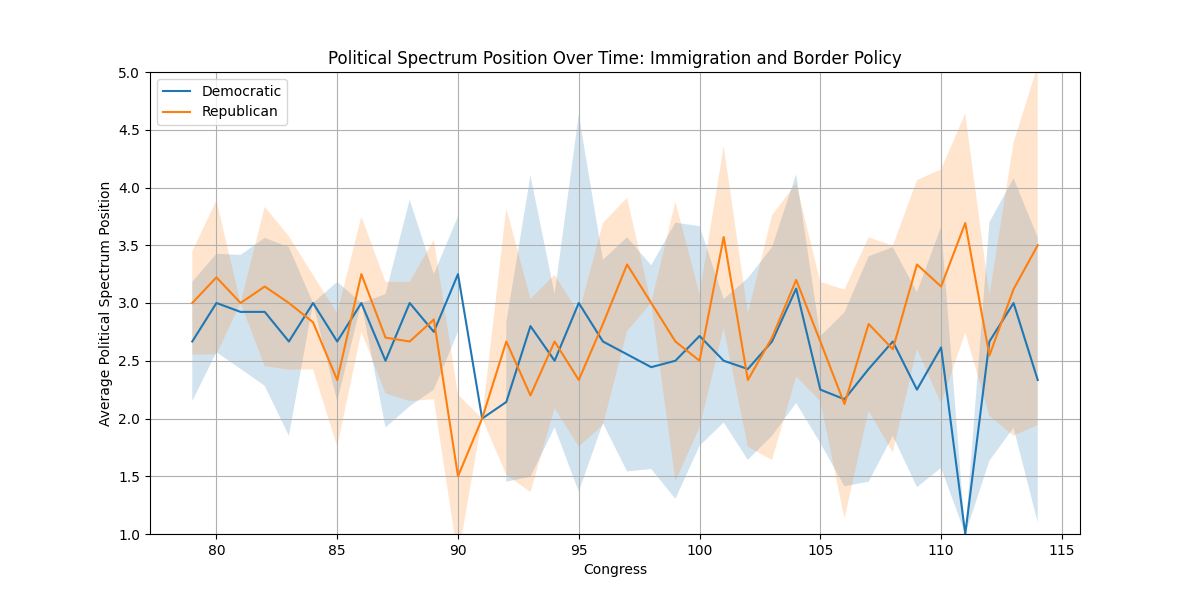 Political Spectrum Position Over Time: Immigration and Border Policy
Democratic
Republican
Average Political Spectrum Position
5.0
4.5
4.0
3.5
3.0
2.5
2.0
1.5
1.0
80 85 90 95 100 105 110 115
Congress